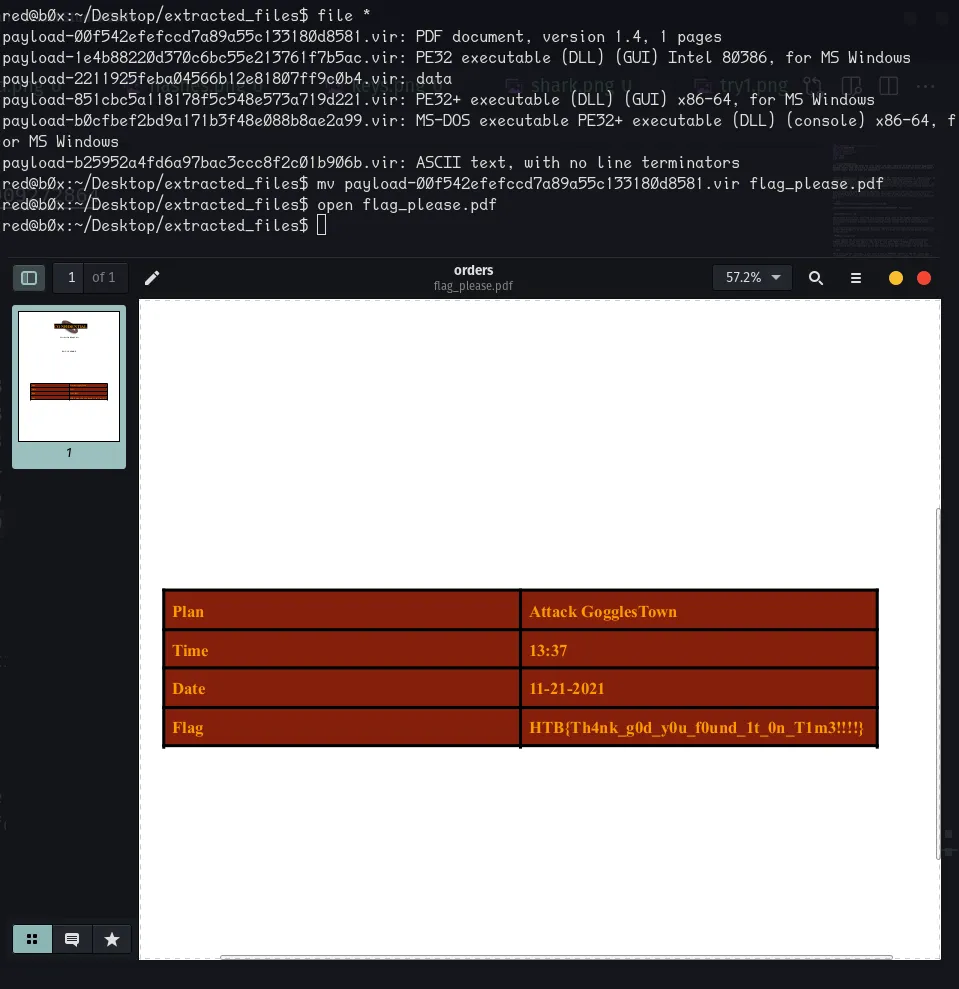 red@b0x:~/Desktop/extracted_files$ file *
payload-00f542efefccd7a89a55c133180d8581.vir: PDF document, version 1.4, 1 pages
payload-1e4b88220d370c6bc55e213761f7b5ac.vir: PE32 executable (DLL) (GUI) Intel 80386, for MS Windows
payload-2211925feba04566b12e81807ff9c0b4.vir: data
payload-851cbc5a118178f5c548e573a719d221.vir: PE32+ executable (DLL) (GUI) x86-64, for MS Windows
payload-b0cfbef2bd9a171b3f48e088b8ae2a99.vir: MS-DOS executable PE32+ executable (DLL) (console) x86-64, f
or MS Windows
payload-b25952a4fd6a97bac3ccc8f2c01b906b.vir: ASCII text, with no line terminators
red@b0x:~/Desktop/extracted_files$ mv payload-00f542efefccd7a89a55c133180d8581.vir flag_please.pdf
red@b0x:~/Desktop/extracted_files$ open flag_please.pdf
red@b0x:~/Desktop/extracted_files$
1 of 1
orders
flag_please.pdf
57.2%
CONFIDENTIAL
1
Plan Attack GogglesTown
Time 13:37
Date 11-21-2021
Flag HTB{Th4nk_g0d_y0u_f0und_1t_0n_T1m3!!!!}